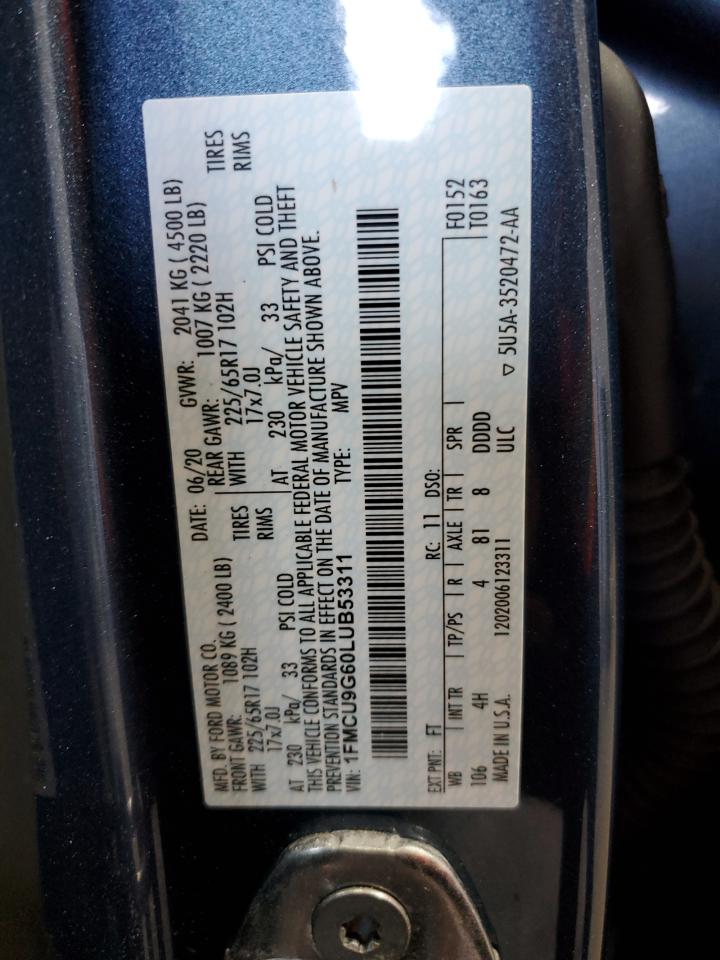 MFD. BY FORD MOTOR CO.
DATE: 06/20 GVWR: 2041 KG ( 4500 LB)
FRONT GAWR: 1089 KG ( 2400 LB) REAR GAWR: 1007 KG ( 2220 LB)
WITH 225/65R17 102H TIRES WITH 225/65R17 102H TIRES
17x7.0J RIMS 17x7.0J RIMS
AT 230 kPa/ 33 PSI COLD AT 230 kPa/ 33 PSI COLD
THIS VEHICLE CONFORMS TO ALL APPLICABLE FEDERAL MOTOR VEHICLE SAFETY AND THEFT
PREVENTION STANDARDS IN EFFECT ON THE DATE OF MANUFACTURE SHOWN ABOVE.
VIN: 1FMCU9G60LUB53311 TYPE: MPV
EXT PNT: FT RC: 11 DSO: F0152
WB INT TR TP/PS R AXLE TR SPR T0163
106 4H 4 81 8 DDDD
MADE IN U.S.A. 1202006123311 ULC ▽ 5U5A-3520472-AA